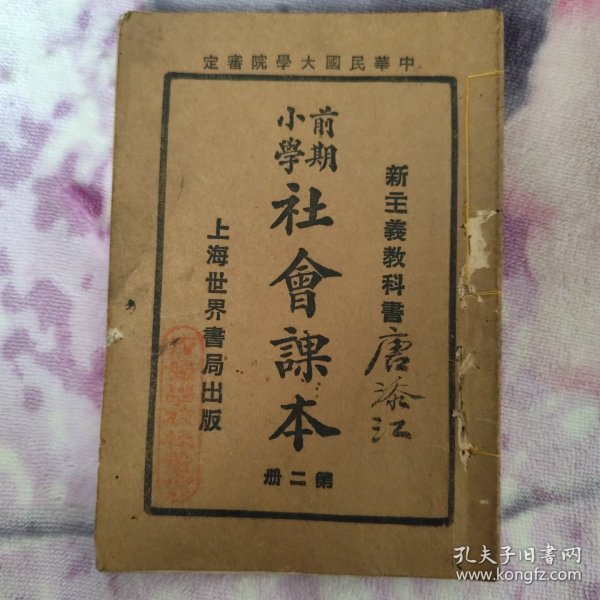 中華民國大學院審定
新主義教科書
前期
小學
社會課本
第二册
上海世界書局出版
唐添江
孔夫子旧书网
www.kongfz.com